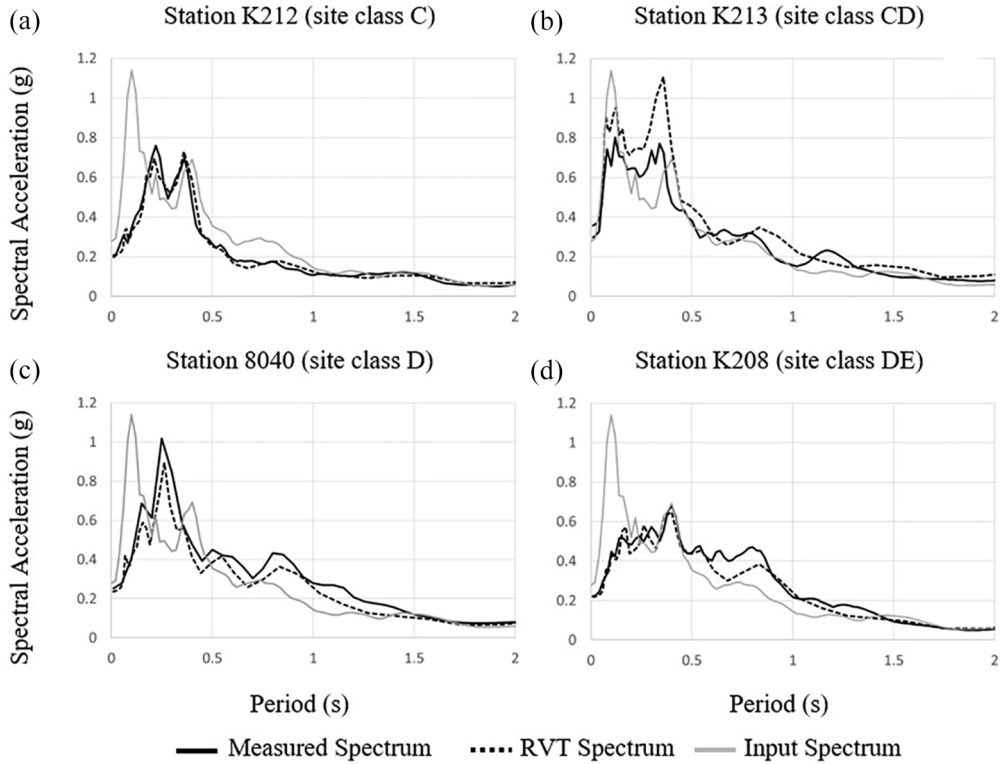 (a) Station K212 (site class C)
(b) Station K213 (site class CD)
Spectral Acceleration (g)
1.2
1
0.8
0.6
0.4
0.2
0
0 0.5 1 1.5 2
1.2
1
0.8
0.6
0.4
0.2
0
0 0.5 1 1.5 2
(c) Station 8040 (site class D)
(d) Station K208 (site class DE)
Spectral Acceleration (g)
1.2
1
0.8
0.6
0.4
0.2
0
0 0.5 1 1.5 2
1.2
1
0.8
0.6
0.4
0.2
0
0 0.5 1 1.5 2
Period (s)
Period (s)
Measured Spectrum RVT Spectrum Input Spectrum